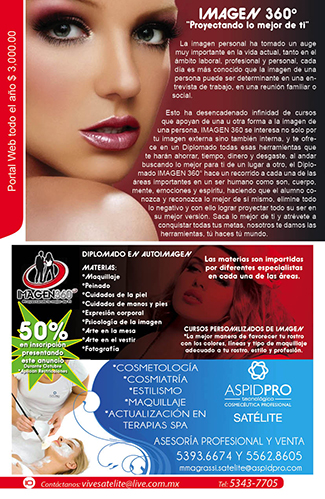 Portal Web todo el año $ 3,000.00
IMAGEN 360°
"Proyectando lo mejor de ti"
La imagen personal ha tomado un auge
muy importante en la vida actual, tanto en el
ámbito laboral, profesional y personal, cada
día es más conocido que la imagen de una
persona puede ser determinante en una en-
trevista de trabajo, en una reunión familiar o
social.
Esto ha desencadenado infinidad de cursos
que apoyan de una u otra forma a la imagen de
una persona, IMAGEN 360 se interesa no solo por
tu imagen externa sino también interna, y te ofre-
ce en un Diplomado todas esas herramientas que
te harán ahorrar, tiempo, dinero y desgaste, al andar
buscando lo mejor para ti de un lugar a otro, el Diplo-
mado IMAGEN 360° hace un recorrido a cada una de las
áreas importantes en un ser humano como son, cuerpo,
mente, emociones y espíritu, haciendo que el alumno co-
nozca y reconozca lo mejor de sí mismo, elimine todo
lo negativo y con ello lograr proyectar todo su ser en
su mejor versión. Saca lo mejor de ti y atrévete a
conquistar todas tus metas, nosotros te damos las
herramientas, tú haces tú mundo.
DIPLOMADO EN AUTOIMAGEN
MATERIAS:
*Maquillaje
*Peinado
*Cuidados de la piel
*Cuidados de manos y pies
*Expresión corporal
*Psicología de la imagen
*Arte en la mesa
*Arte en el vestir
*Fotografía
Las materias son impartidas
por diferentes especialistas
en cada una de las áreas.
IMAGEN360°
CURSOS PERSONALIZADOS DE IMAGEN
"La mejor manera de favorecer tu rostro
con los colores, líneas y tipo de maquillaje
adecuado a tu rostro, estilo y profesión.
50%
en inscripción
presentando
este anuncio
Durante Octubre
*Aplican Restricciones
*COSMETOLOGÍA
*COSMIATRÍA
*ESTILISMO
*MAQUILLAJE
*ACTUALIZACIÓN EN
TERAPIAS SPA
ASPIDPRO
tecnológico
COSMECÉUTICA PROFESIONAL
SATÉLITE
ASESORÍA PROFESIONAL Y VENTA
5393.6674 Y 5562.8605
mmagrassi.satelite@aspidpro.com
10
Contáctanos: vivesatelite@live.com.mx
Tel: 5343-7705